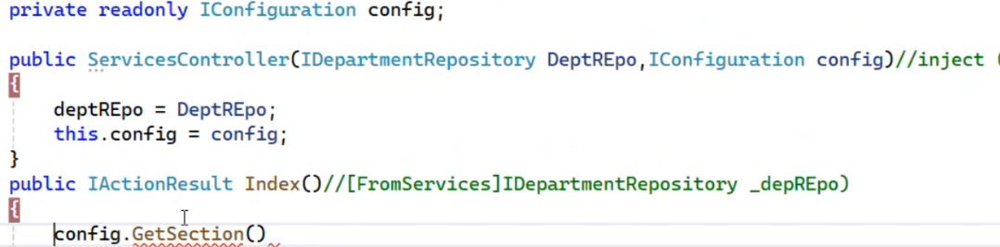 private readonly IConfiguration config;
public ServicesController(IDepartmentRepository DeptREpo,IConfiguration config)//inject (
{
deptREpo = DeptREpo;
this.config = config;
}
public IActionResult Index()//[FromServices]IDepartmentRepository _depREpo)
{
config.GetSection()